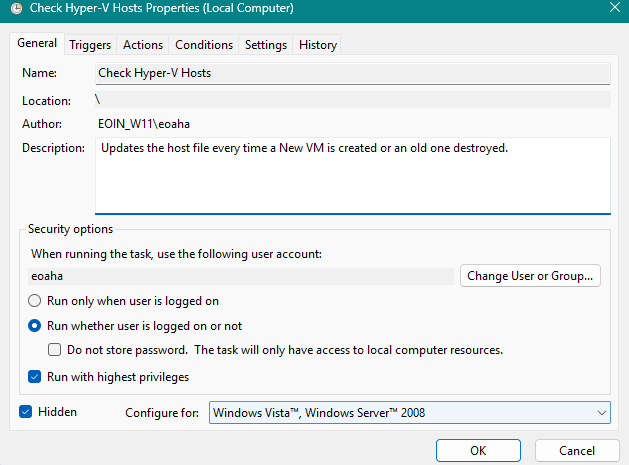 Check Hyper-V Hosts Properties (Local Computer)
General Triggers Actions Conditions Settings History
Name: Check Hyper-V Hosts
Location: \
Author: EOIN_W11\eoaha
Description: Updates the host file every time a New VM is created or an old one destroyed.
Security options
When running the task, use the following user account:
eoaha Change User or Group...
Run only when user is logged on
Run whether user is logged on or not
Do not store password. The task will only have access to local computer resources.
Run with highest privileges
Hidden Configure for: Windows Vista™, Windows Server™ 2008
OK Cancel